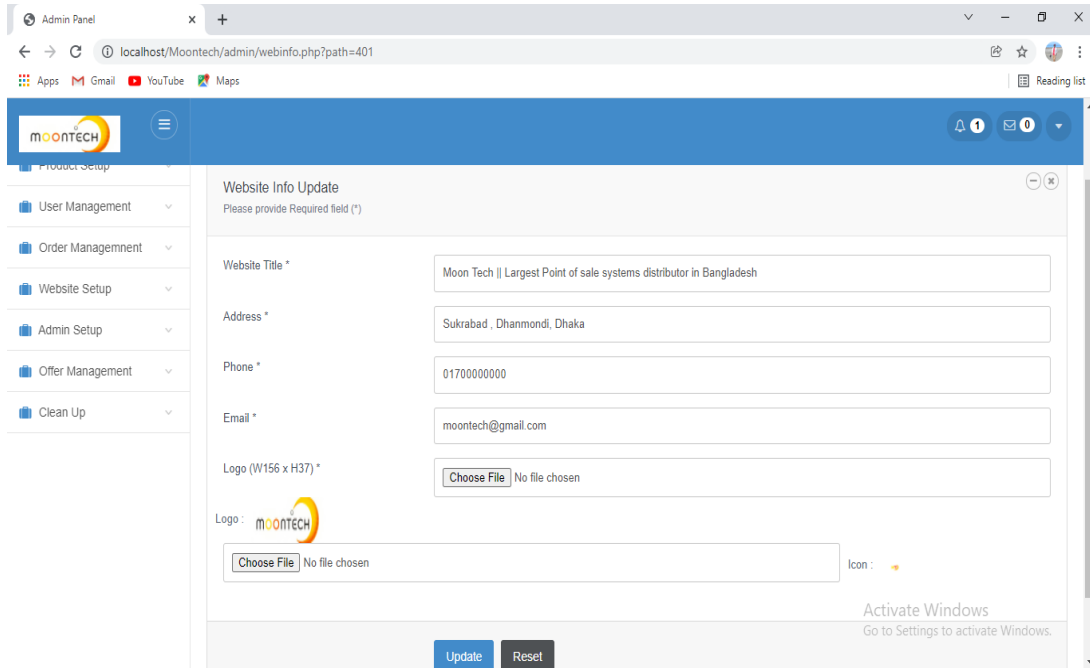 Admin Panel
localhost/Moontech/admin/webinfo.php?path=401
Apps Gmail YouTube Maps Reading list
MOONTECH 1 0
Product Setup
User Management
Order Managemnent
Website Setup
Admin Setup
Offer Management
Clean Up
Website Info Update
Please provide Required field (*)
Website Title * Moon Tech || Largest Point of sale systems distributor in Bangladesh
Address * Sukrabad , Dhanmondi, Dhaka
Phone * 01700000000
Email * moontech@gmail.com
Logo (W156 x H37) * Choose File No file chosen
Logo : MOONTECH
Choose File No file chosen Icon :
Activate Windows
Go to Settings to activate Windows.
Update Reset